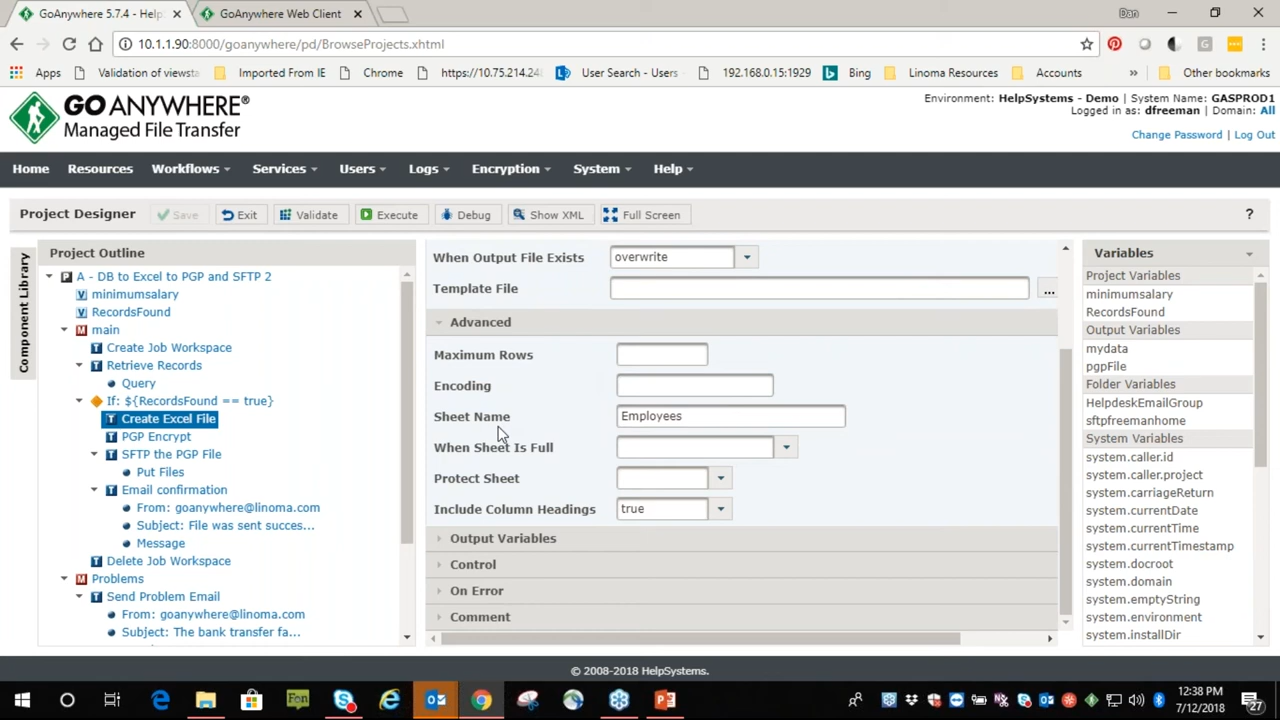 GoAnywhere 5.7.4 - Help
GoAnywhere Web Client
Dan
10.1.1.90:8000/goanywhere/pd/BrowseProjects.xhtml
Apps
Validation of viewsta
Imported From IE
Chrome
https://10.75.214.24
User Search - Users
192.168.0.15:1929
Bing
Linoma Resources
Accounts
»
Other bookmarks
GO ANYWHERE®
Managed File Transfer
Environment: HelpSystems - Demo | System Name: GASPROD1
Logged in as: dfreeman | Domain: All
Change Password | Log Out
Home
Resources
Workflows
Services
Users
Logs
Encryption
System
Help
Project Designer
Save
Exit
Validate
Execute
Debug
Show XML
Full Screen
?
Component Library
Project Outline
A - DB to Excel to PGP and SFTP 2
minimumsalary
RecordsFound
main
Create Job Workspace
Retrieve Records
Query
If: ${RecordsFound == true}
Create Excel File
PGP Encrypt
SFTP the PGP File
Put Files
Email confirmation
From: goanywhere@linoma.com
Subject: File was sent succes...
Message
Delete Job Workspace
Problems
Send Problem Email
From: goanywhere@linoma.com
Subject: The bank transfer fa...
When Output File Exists
overwrite
Template File
...
Advanced
Maximum Rows
Encoding
Sheet Name
Employees
When Sheet Is Full
Protect Sheet
Include Column Headings
true
Output Variables
Control
On Error
Comment
Variables
Project Variables
minimumsalary
RecordsFound
Output Variables
mydata
pgpFile
Folder Variables
HelpdeskEmailGroup
sftpfreemanhome
System Variables
system.caller.id
system.caller.project
system.carriageReturn
system.currentDate
system.currentTime
system.currentTimestamp
system.docroot
system.domain
system.emptyString
system.environment
system.installDir
© 2008-2018 HelpSystems.
12:38 PM
7/12/2018
27